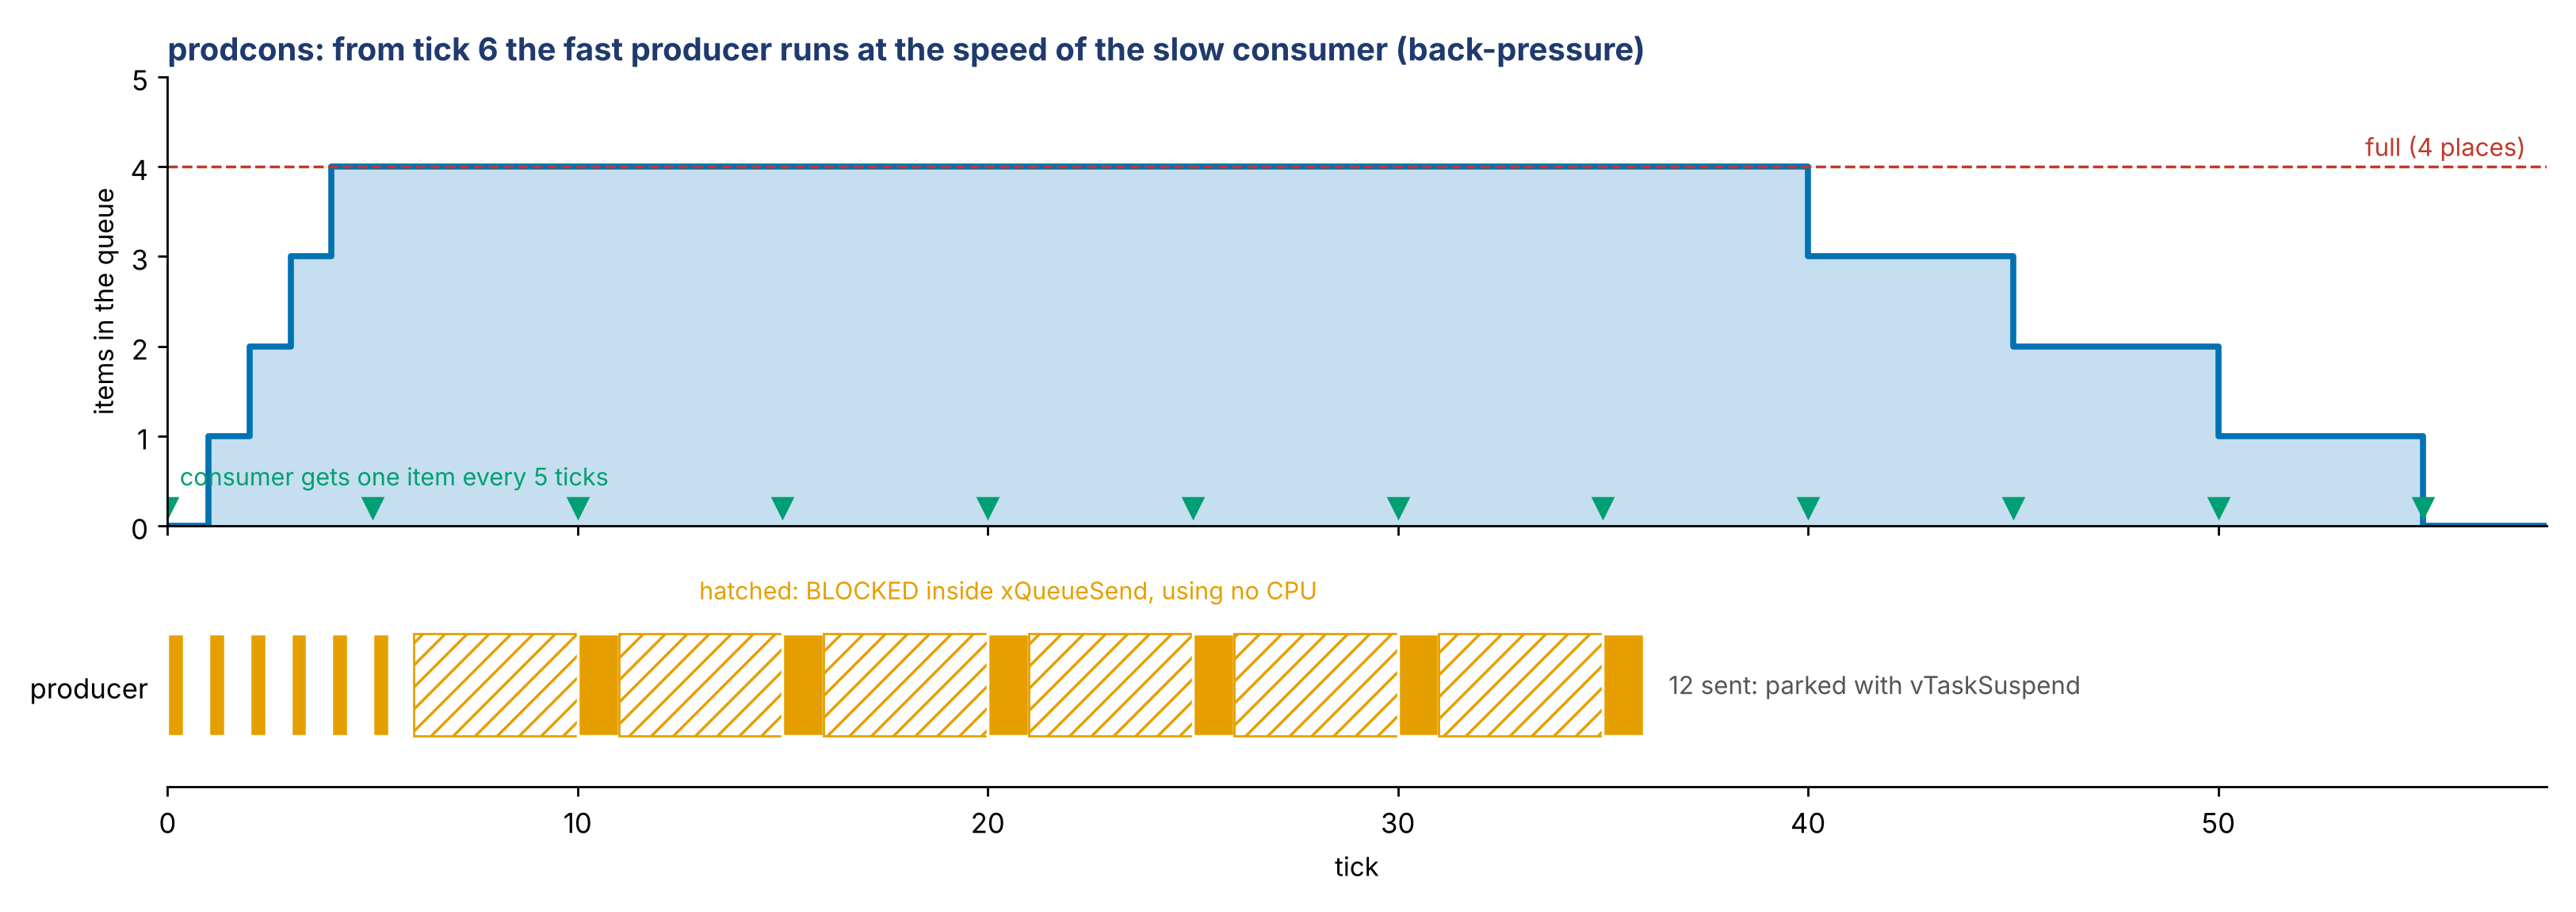 prodcons: from tick 6 the fast producer runs at the speed of the slow consumer (back-pressure)
5
4
3
2
1
0
items in the queue
full (4 places)
consumer gets one item every 5 ticks
hatched: BLOCKED inside xQueueSend, using no CPU
producer
12 sent: parked with vTaskSuspend
0 10 20 30 40 50
tick